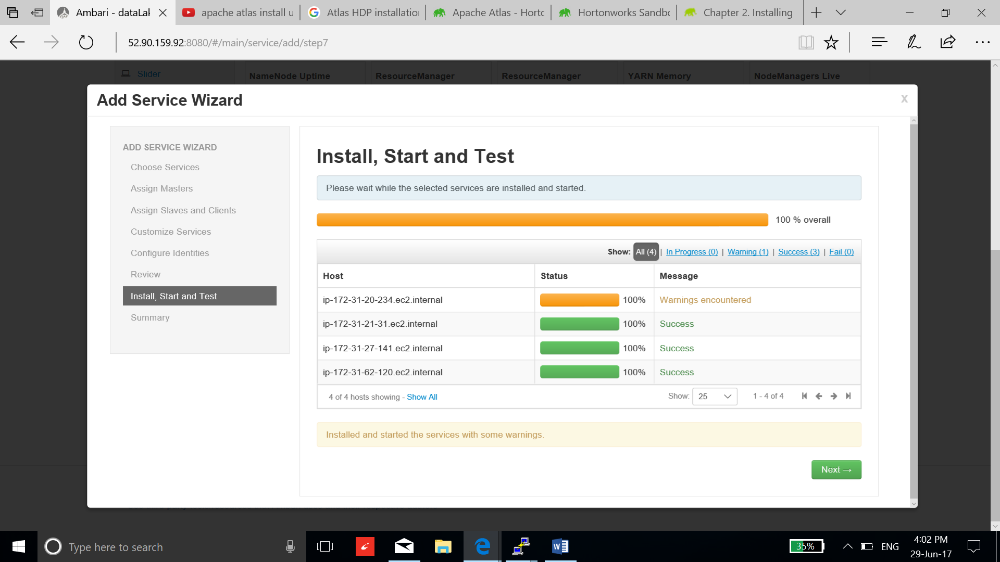 Ambari - dataLak
apache atlas install u
Atlas HDP installation
Apache Atlas - Horto
Hortonworks Sandbo
Chapter 2. Installing
52.90.159.92:8080/#/main/service/add/step7
Slider
NameNode Uptime
ResourceManager
ResourceManager
YARN Memory
NodeManagers Live
Add Service Wizard
X
ADD SERVICE WIZARD
Choose Services
Assign Masters
Assign Slaves and Clients
Customize Services
Configure Identities
Review
Install, Start and Test
Summary
Install, Start and Test
Please wait while the selected services are installed and started.
100 % overall
Show: All (4) | In Progress (0) | Warning (1) | Success (3) | Fail (0)
Host Status Message
ip-172-31-20-234.ec2.internal 100% Warnings encountered
ip-172-31-21-31.ec2.internal 100% Success
ip-172-31-27-141.ec2.internal 100% Success
ip-172-31-62-120.ec2.internal 100% Success
4 of 4 hosts showing - Show All
Show: 25 1 - 4 of 4
Installed and started the services with some warnings.
Next →
Type here to search
35%
ENG
4:02 PM
29-Jun-17